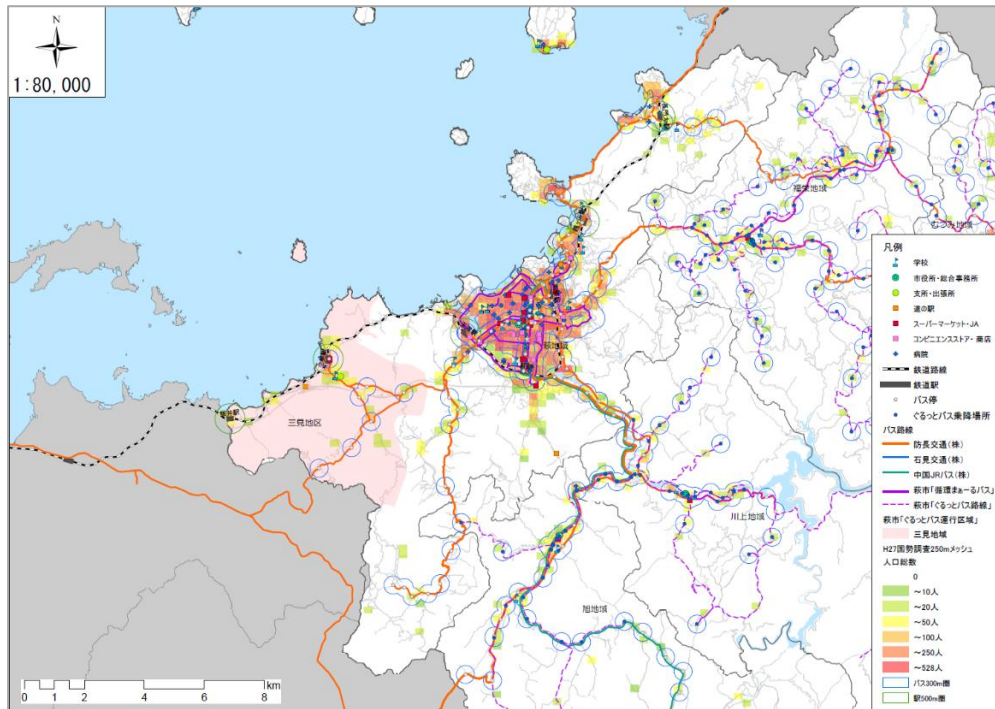 N
1:80,000
福栄地域
むつみ地域
萩地域
三見地区
川上地域
旭地域
凡例
学校
市役所・総合事務所
支所・出張所
道の駅
スーパーマーケット・JA
コンビニエンスストア・商店
病院
鉄道路線
鉄道駅
バス停
ぐるっとバス乗降場所
バス路線
防長交通(株)
石見交通(株)
中国JRバス(株)
萩市「循環まぁーるバス」
萩市「ぐるっとバス路線」
萩市「ぐるっとバス運行区域」
三見地域
H27国勢調査250mメッシュ
人口総数
0
～10人
～20人
～50人
～100人
～250人
～528人
バス300m圏
駅500m圏
0 1 2 4 6 8 km